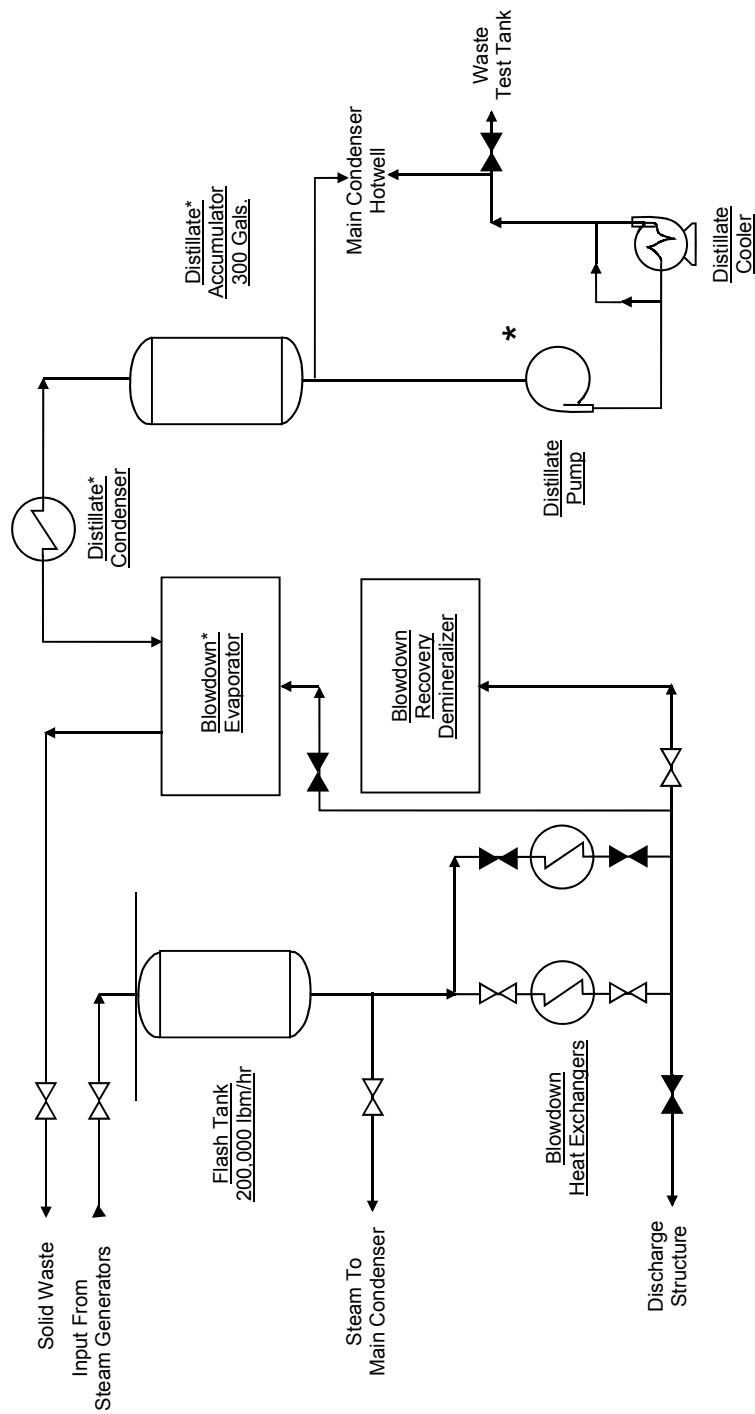 Solid Waste
Input From
Steam Generators
Flash Tank
200,000 lbm/hr
Steam To
Main Condenser
Blowdown
Heat Exchangers
Discharge
Structure
Distillate*
Condenser
Blowdown*
Evaporator
Blowdown
Recovery
Demineralizer
Distillate*
Accumulator
300 Gals.
Main Condenser
Hotwell
Waste
Test Tank
*
Distillate
Pump
Distillate
Cooler